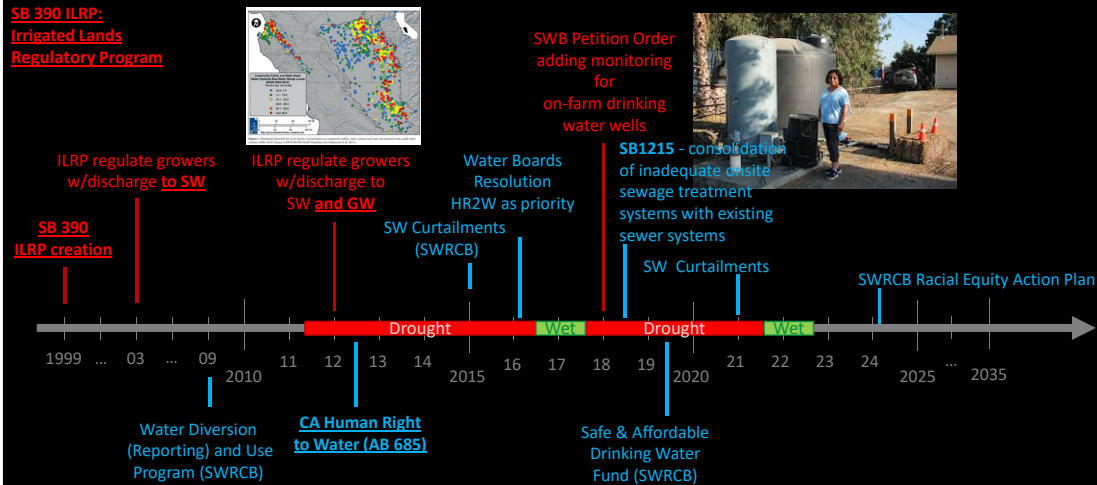 SB 390 ILRP:
Irrigated Lands
Regulatory Program
SWB Petition Order
adding monitoring
for
on-farm drinking
water wells
ILRP regulate growers
w/discharge to SW
ILRP regulate growers
w/discharge to
SW and GW
Water Boards
Resolution
HR2W as priority
SB1215 - consolation
of inadequate onsite
sewage treatment
systems with existing
sewer systems
SB 390
ILRP creation
SW Curtailments
(SWRCB)
SW Curtailments
SWRCB Racial Equity Action Plan
Drought
Wet
Drought
Wet
1999 ... 03 ... 09 2010 11 12 13 14 2015 16 17 18 19 2020 21 22 23 24 2025 ... 2035
Water Diversion
(Reporting) and Use
Program (SWRCB)
CA Human Right
to Water (AB 685)
Safe & Affordable
Drinking Water
Fund (SWRCB)